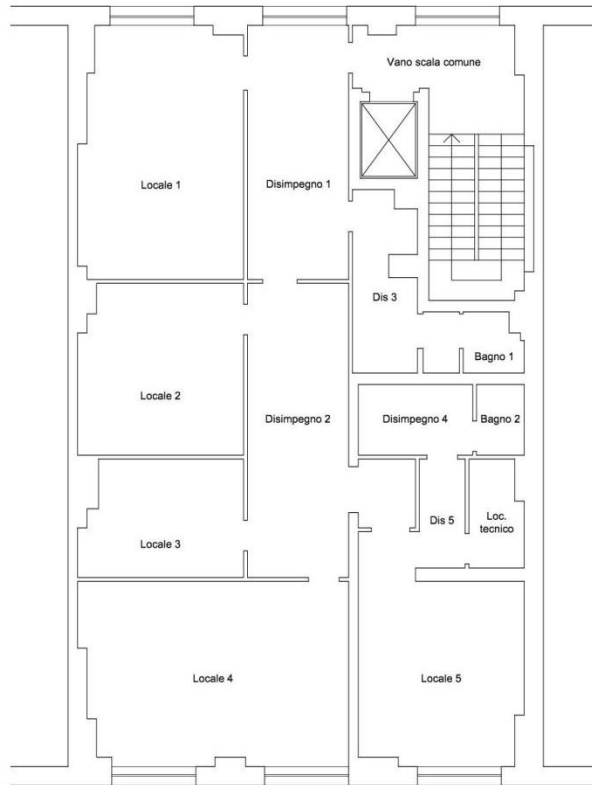 Vano scala comune
Locale 1
Disimpegno 1
Dis 3
Bagno 1
Locale 2
Disimpegno 2
Disimpegno 4
Bagno 2
Locale 3
Dis 5
Loc.
tecnico
Locale 4
Locale 5